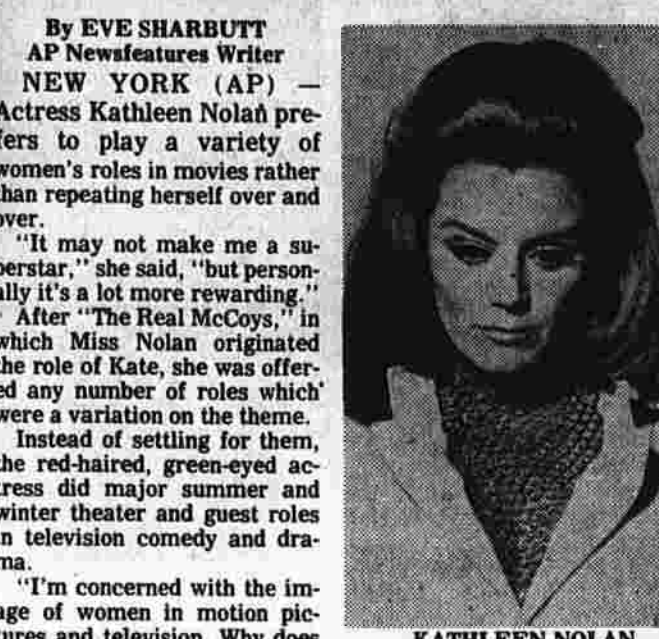 By EVE SHARBUTT
AP Newsfeatures Writer
NEW YORK (AP) —
Actress Kathleen Nolan pre-
fers to play a variety of
women's roles in movies rather
than repeating herself over and
over.
"It may not make me a su-
perstar," she said, "but person-
ally it's a lot more rewarding."
After "The Real McCoys," in
which Miss Nolan originated
the role of Kate, she was offer-
ed any number of roles which
were a variation on the theme.
Instead of settling for them,
the red-haired, green-eyed ac-
tress did major summer and
winter theater and guest roles
in television comedy and dra-
ma.
"I'm concerned with the im-
age of women in motion pic-
tures and television. Why does
KATHLEEN NOLAN